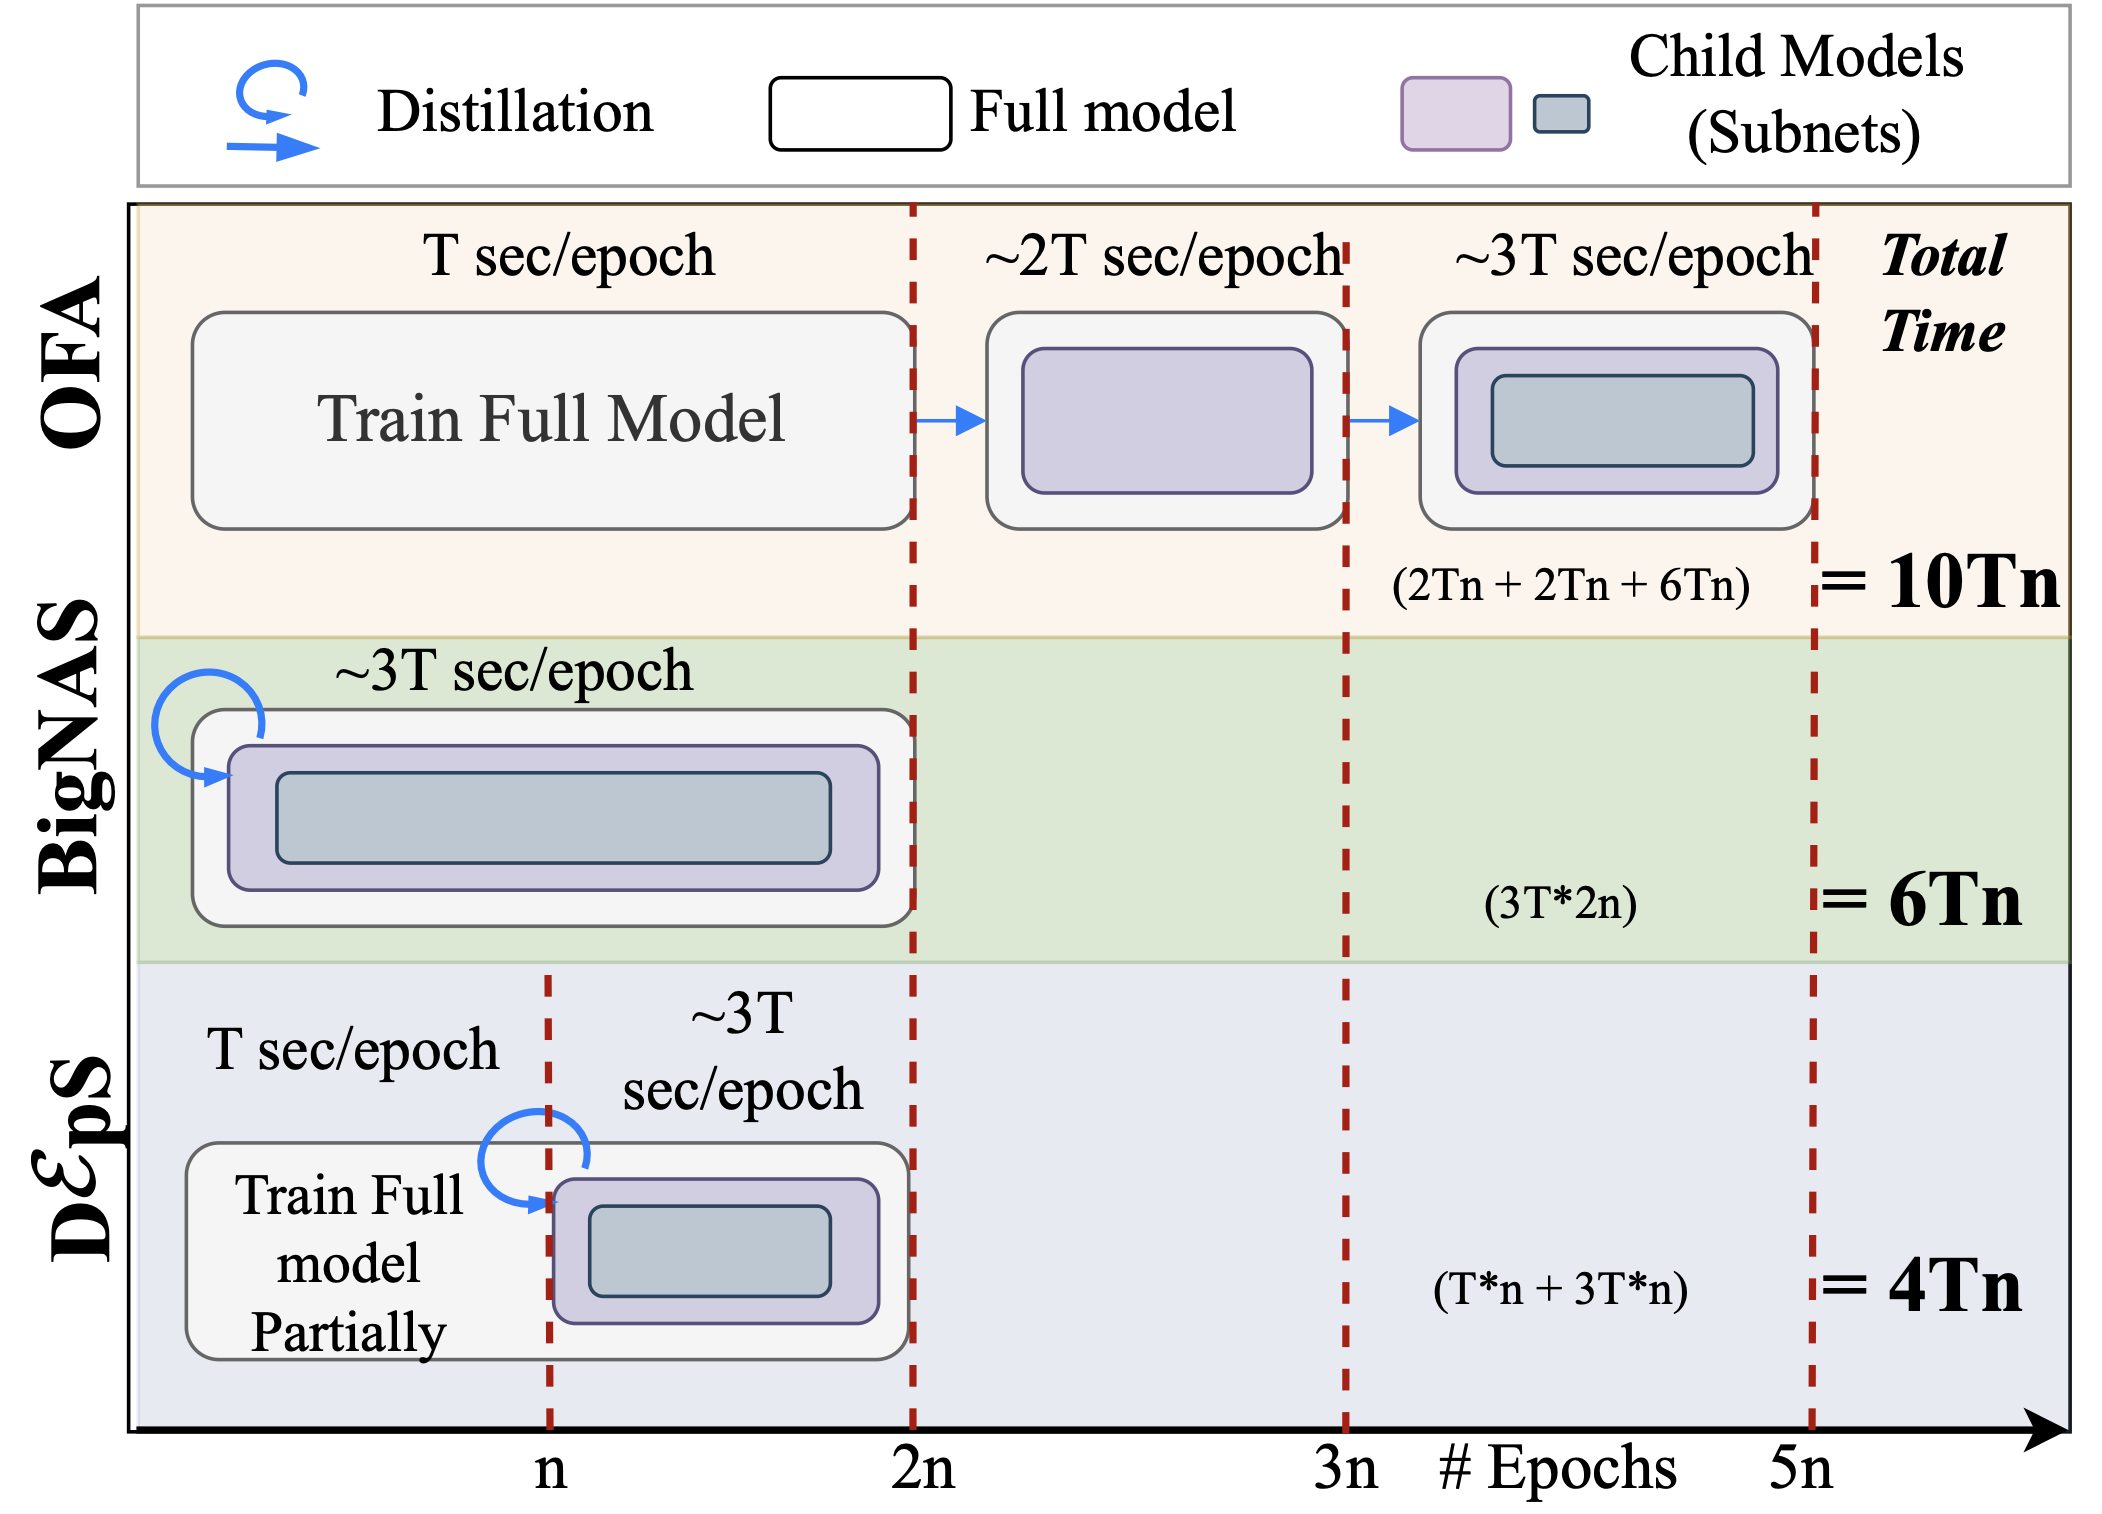 Distillation
Full model
Child Models
(Subnets)
OFA
T sec/epoch
~2T sec/epoch
~3T sec/epoch
Total
Time
Train Full Model
(2Tn + 2Tn + 6Tn)
= 10Tn
BigNAS
~3T sec/epoch
(3T*2n)
= 6Tn
DℰpS
T sec/epoch
~3T
sec/epoch
Train Full
model
Partially
(T*n + 3T*n)
= 4Tn
n
2n
3n
# Epochs
5n